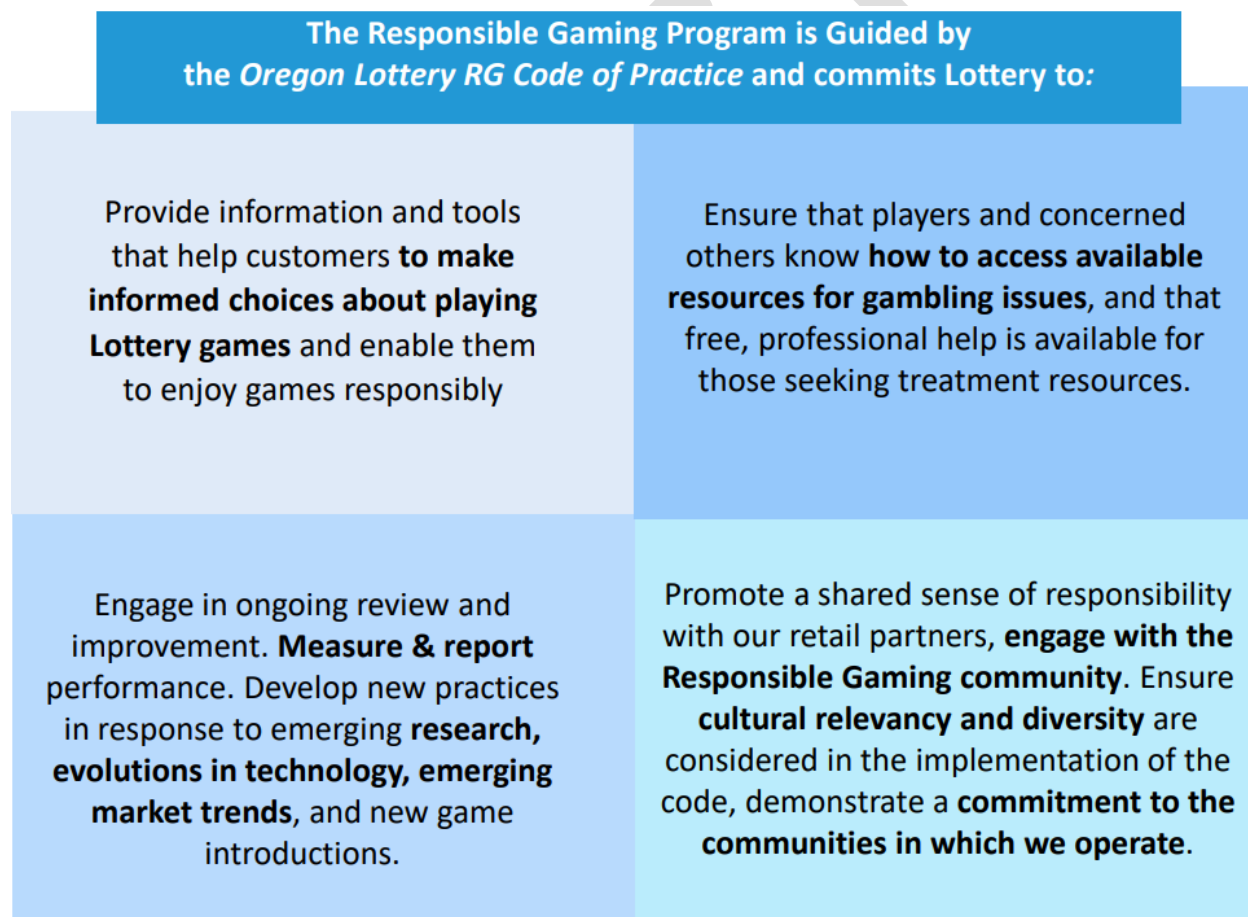 The Responsible Gaming Program is Guided by
the Oregon Lottery RG Code of Practice and commits Lottery to:
Provide information and tools
that help customers to make
informed choices about playing
Lottery games and enable them
to enjoy games responsibly
Ensure that players and concerned
others know how to access available
resources for gambling issues, and that
free, professional help is available for
those seeking treatment resources.
Engage in ongoing review and
improvement. Measure & report
performance. Develop new practices
in response to emerging research,
evolutions in technology, emerging
market trends, and new game
introductions.
Promote a shared sense of responsibility
with our retail partners, engage with the
Responsible Gaming community. Ensure
cultural relevancy and diversity are
considered in the implementation of the
code, demonstrate a commitment to the
communities in which we operate.